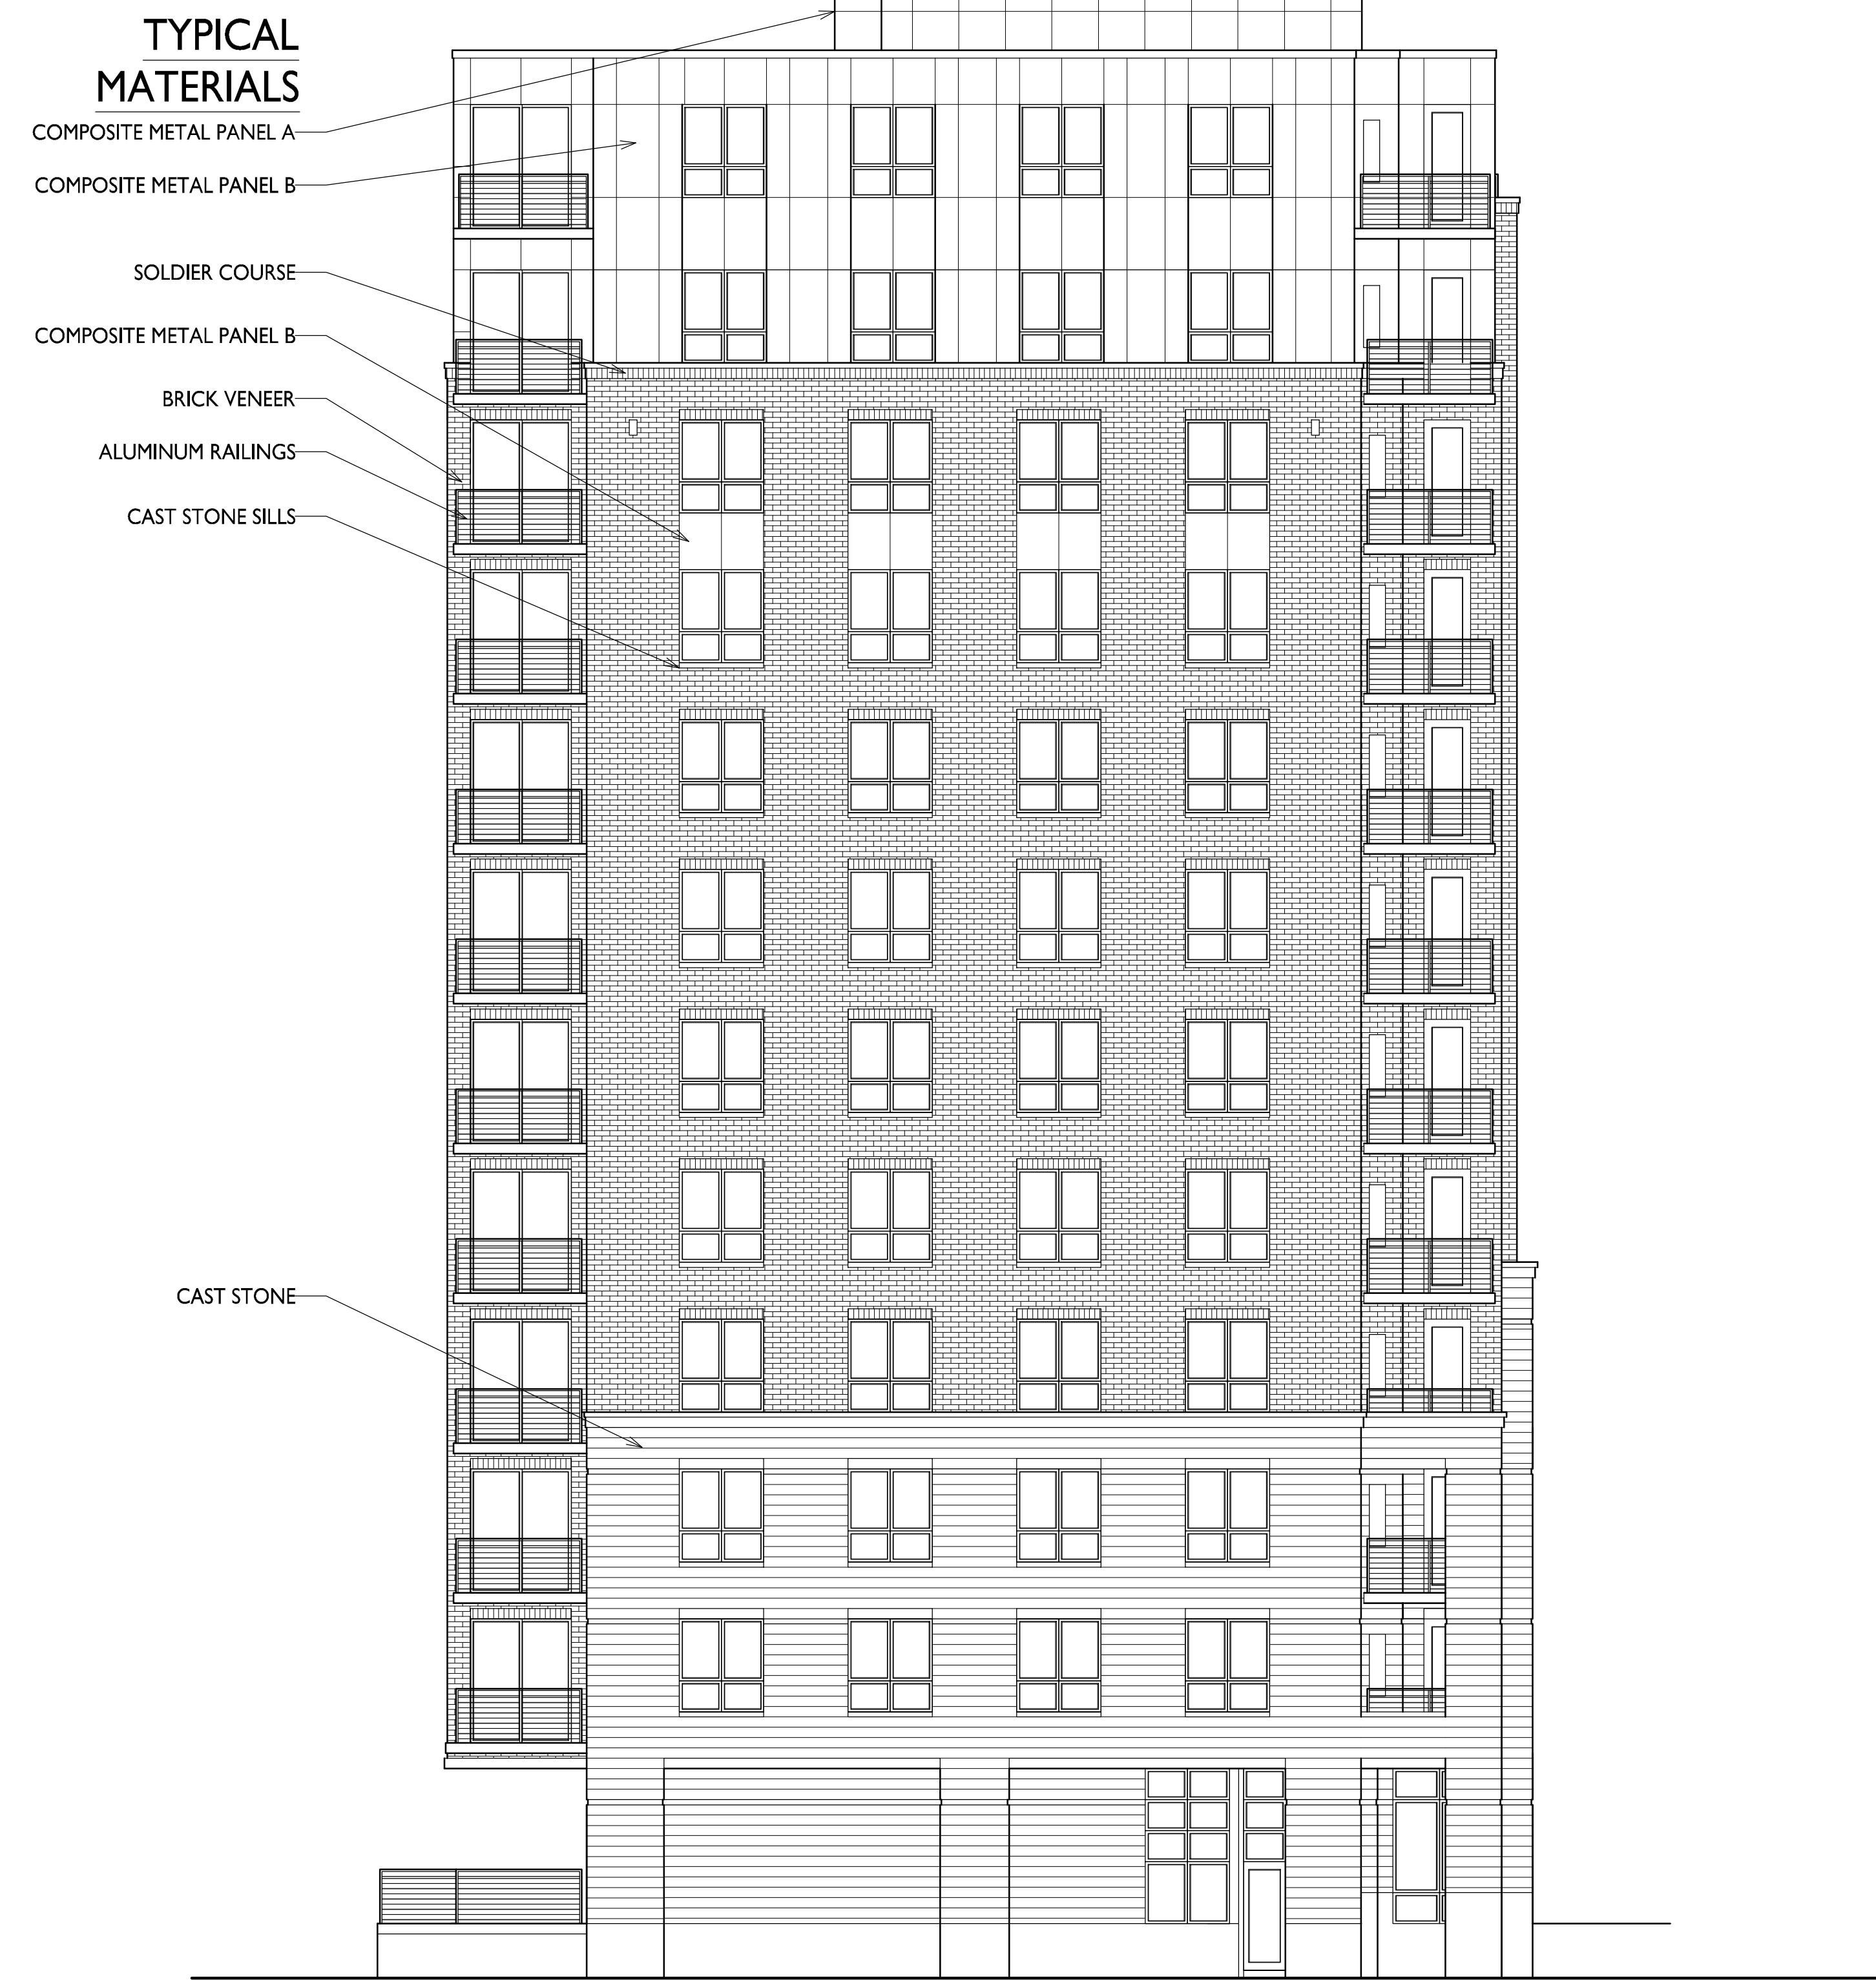 TYPICAL
MATERIALS
COMPOSITE METAL PANEL A
COMPOSITE METAL PANEL B
SOLDIER COURSE
COMPOSITE METAL PANEL B
BRICK VENEER
ALUMINUM RAILINGS
CAST STONE SILLS
CAST STONE